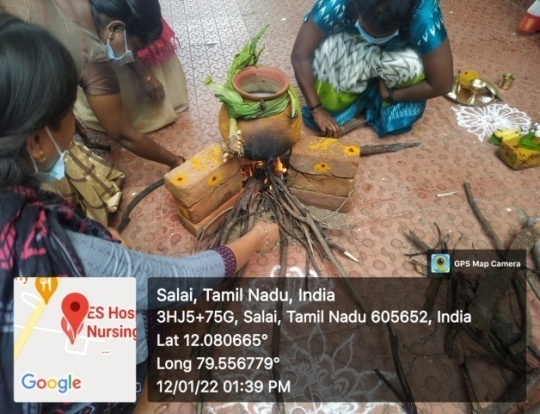 GPS Map Camera
Salai, Tamil Nadu, India
3HJ5+75G, Salai, Tamil Nadu 605652, India
Lat 12.080665°
Long 79.556779°
12/01/22 01:39 PM
ES Hos
Nursing
Google